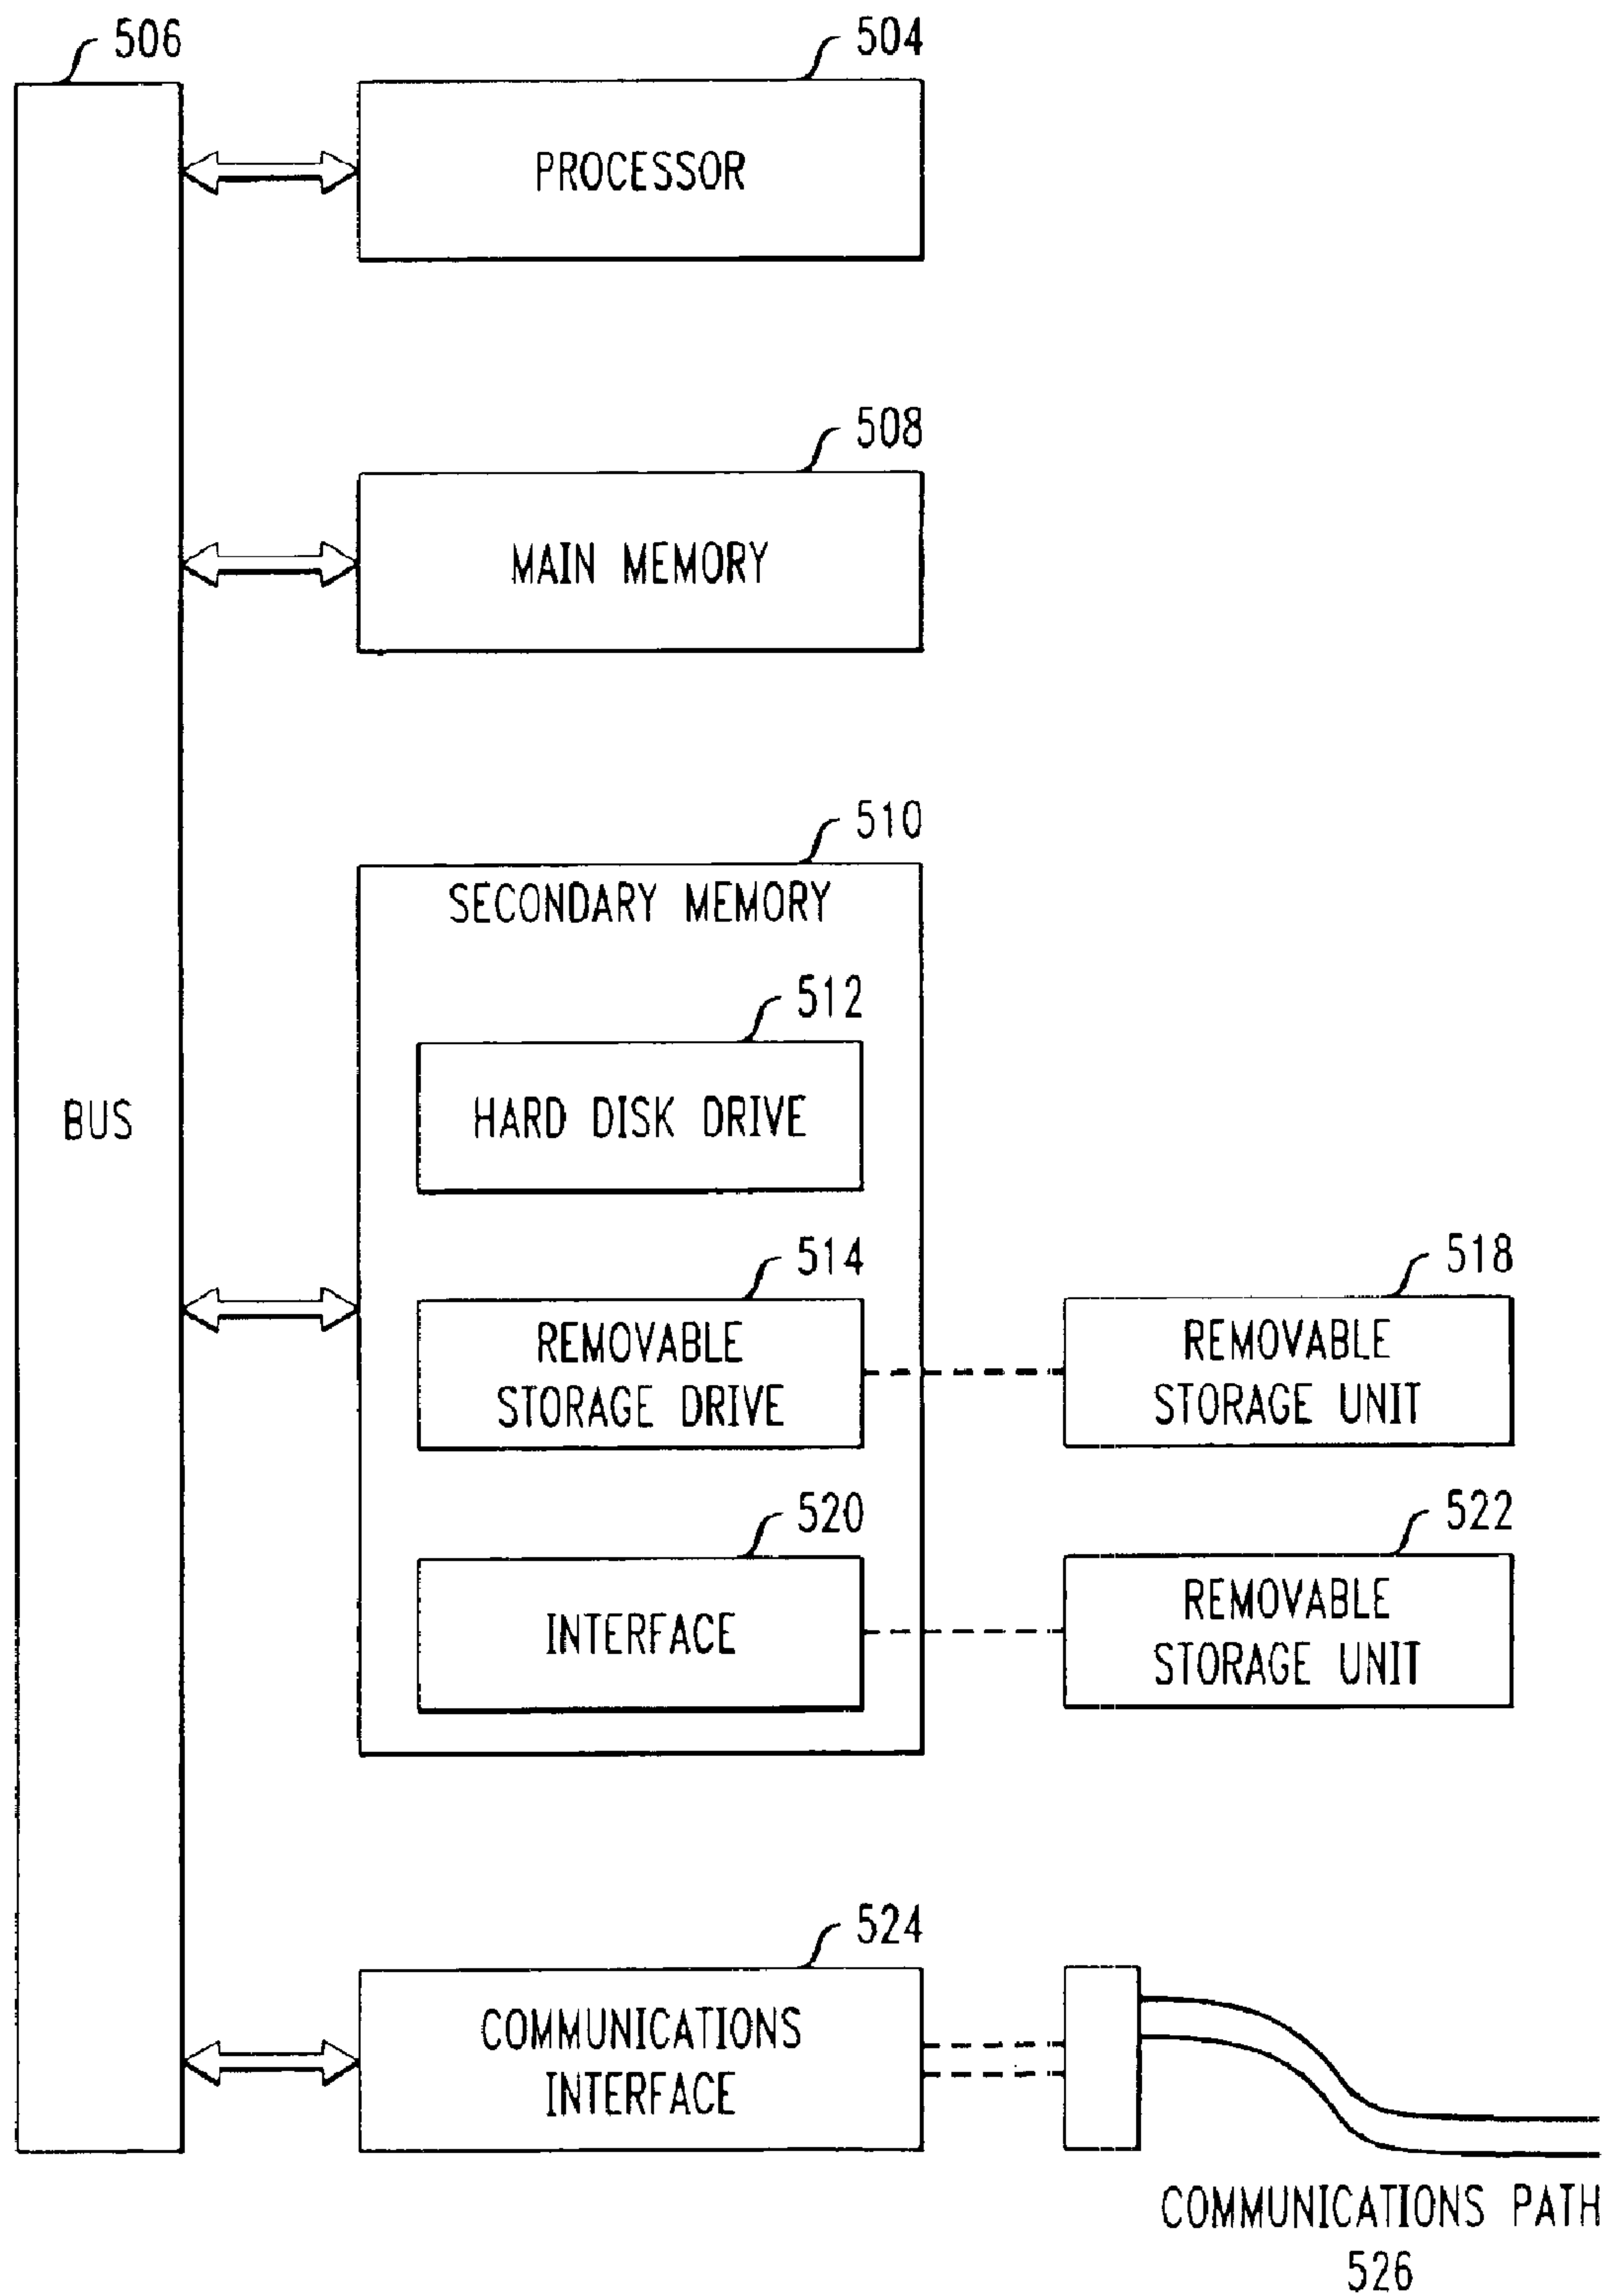 506
504
PROCESSOR
508
MAIN MEMORY
510
SECONDARY MEMORY
512
HARD DISK DRIVE
BUS
514
REMOVABLE
STORAGE DRIVE
518
REMOVABLE
STORAGE UNIT
520
INTERFACE
522
REMOVABLE
STORAGE UNIT
524
COMMUNICATIONS
INTERFACE
COMMUNICATIONS PATH
526